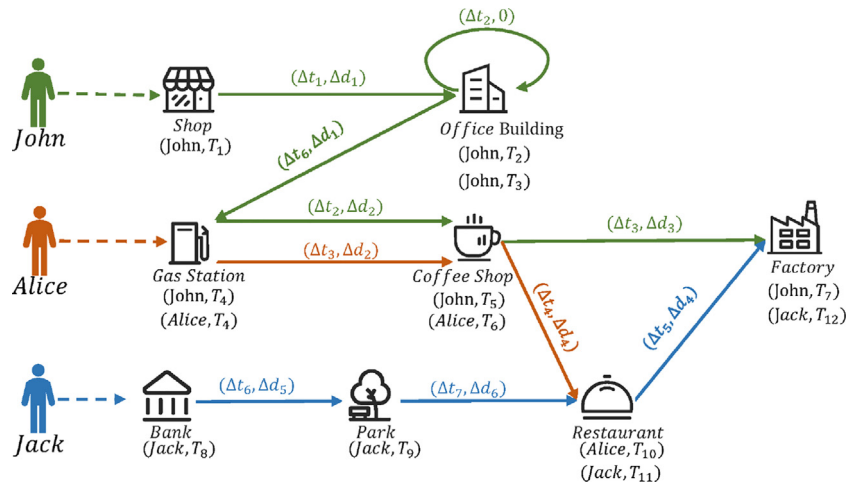 (Δt₂, 0)
(Δt₁, Δd₁)
John
Shop
(John, T₁)
Office Building
(John, T₂)
(John, T₃)
(Δt₆, Δd₁)
(Δt₂, Δd₂)
(Δt₃, Δd₃)
(Δt₃, Δd₂)
Alice
Gas Station
(John, T₄)
(Alice, T₄)
Coffee Shop
(John, T₅)
(Alice, T₆)
Factory
(John, T₇)
(Jack, T₁₂)
(Δt₄, Δd₄)
(Δt₅, Δd₄)
(Δt₆, Δd₅)
(Δt₇, Δd₆)
Jack
Bank
(Jack, T₈)
Park
(Jack, T₉)
Restaurant
(Alice, T₁₀)
(Jack, T₁₁)